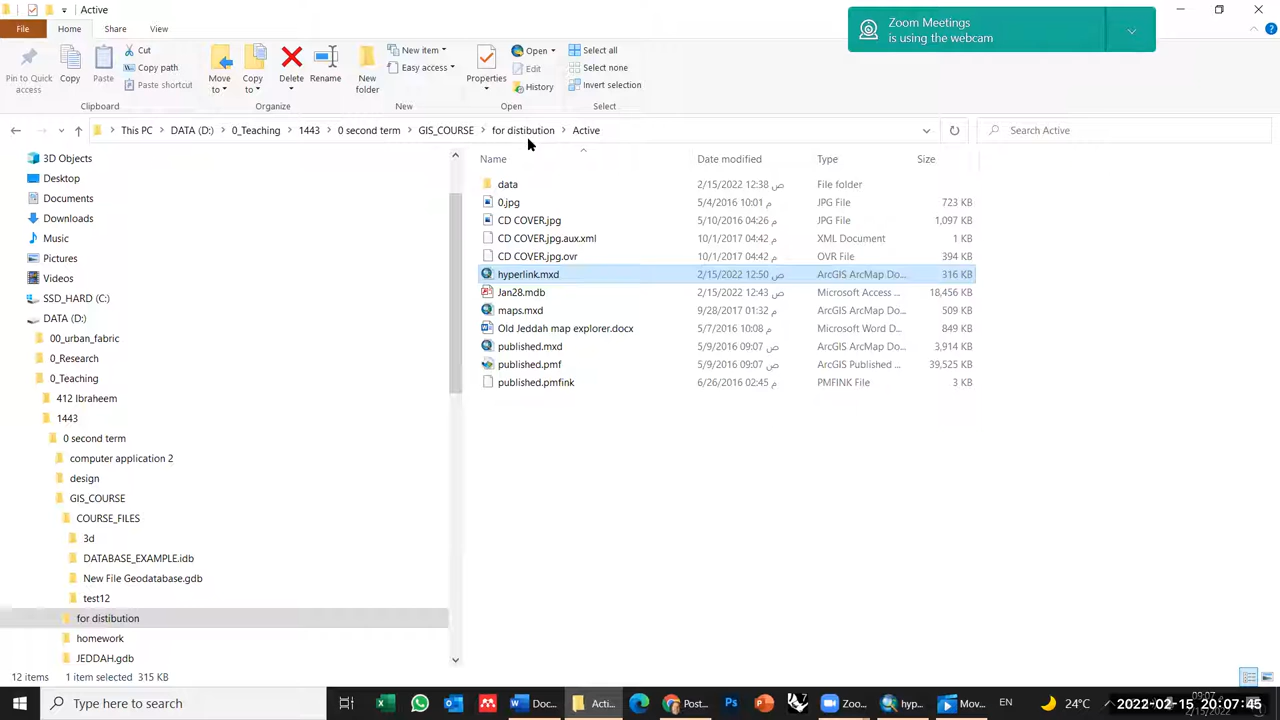 Active
Zoom Meetings
is using the webcam
File Home Share View
Pin to Quick access
Copy
Paste
Cut
Copy path
Paste shortcut
Clipboard
Move to
Copy to
Delete
Rename
Organize
New folder
New item
Easy access
New
Properties
Open
Edit
History
Open
Select all
Select none
Invert selection
Select
This PC DATA (D:) 0_Teaching 1443 0 second term GIS_COURSE for distibution Active
Search Active
Name Date modified Type Size
data 2/15/2022 12:38 ص File folder
0.jpg 5/4/2016 10:01 م JPG File 723 KB
CD COVER.jpg 5/10/2016 04:26 م JPG File 1,097 KB
CD COVER.jpg.aux.xml 10/1/2017 04:42 م XML Document 1 KB
CD COVER.jpg.ovr 10/1/2017 04:42 م OVR File 394 KB
hyperlink.mxd 2/15/2022 12:50 ص ArcGIS ArcMap Do... 316 KB
Jan28.mdb 2/15/2022 12:43 ص Microsoft Access ... 18,456 KB
maps.mxd 9/28/2017 01:32 م ArcGIS ArcMap Do... 509 KB
Old Jeddah map explorer.docx 5/7/2016 10:08 م Microsoft Word D... 849 KB
published.mxd 5/9/2016 09:07 ص ArcGIS ArcMap Do... 3,914 KB
published.pmf 5/9/2016 09:07 ص ArcGIS Published ... 39,525 KB
published.pmfink 6/26/2016 02:45 م PMFINK File 3 KB
3D Objects
Desktop
Documents
Downloads
Music
Pictures
Videos
SSD_HARD (C:)
DATA (D:)
00_urban_fabric
0_Research
0_Teaching
412 Ibraheem
1443
0 second term
computer application 2
design
GIS_COURSE
COURSE_FILES
3d
DATABASE_EXAMPLE.idb
New File Geodatabase.gdb
test12
for distibution
homework
JEDDAH.gdb
12 items 1 item selected 315 KB
Type here to search
Doc...
Acti...
Post...
Zoo...
hyp...
Mov...
24°C
EN
2022-02-15 20:07:45